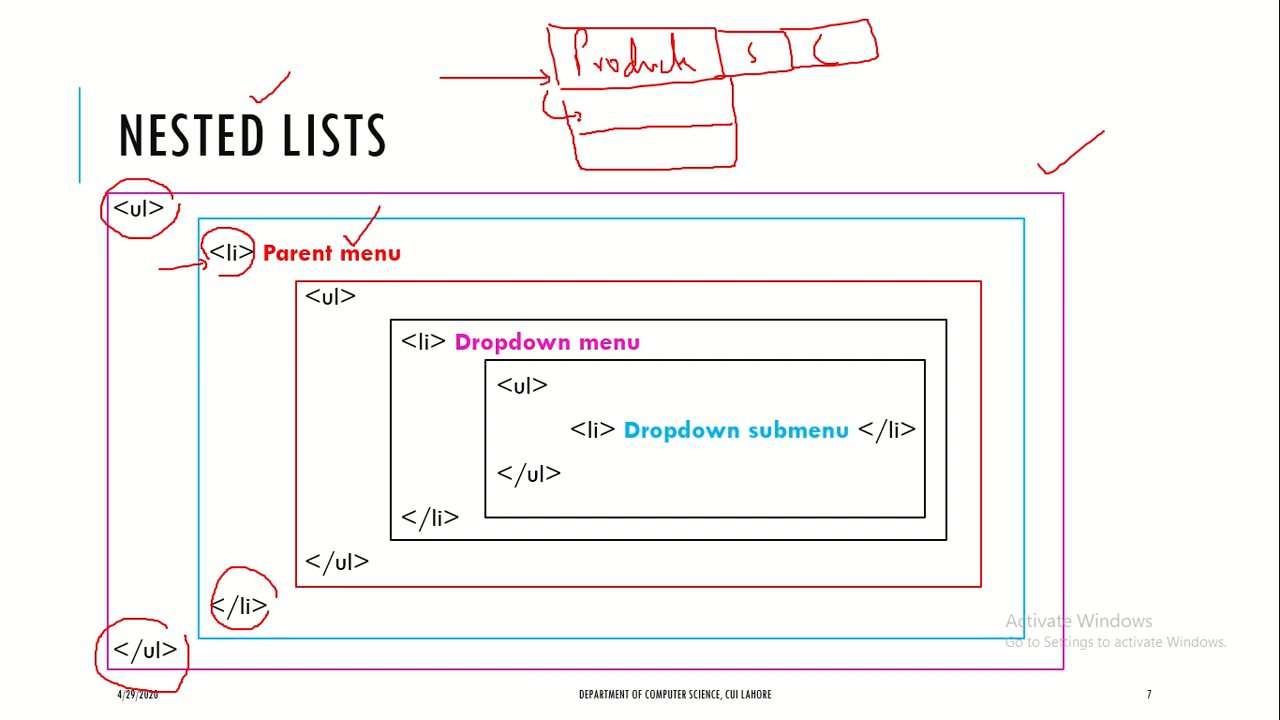 Products S C
NESTED LISTS
<ul>
<li> Parent menu
<ul>
<li> Dropdown menu
<ul>
<li> Dropdown submenu </li>
</ul>
</li>
</ul>
</li>
</ul>
Activate Windows
Go to Settings to activate Windows.
4/29/2020 DEPARTMENT OF COMPUTER SCIENCE, CUI LAHORE 7